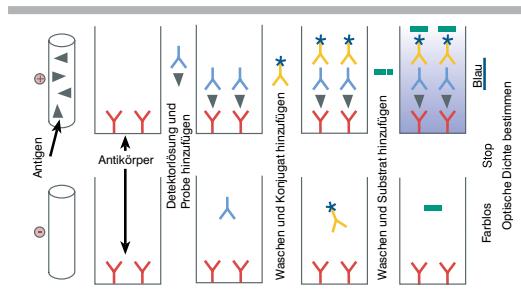 +
Antigen
Antikörper
Detektorlösung und
Probe hinzufügen
Waschen und Konjugat hinzufügen
Waschen und Substrat hinzufügen
Blau
Stop
Farblos
Optische Dichte bestimmen
-